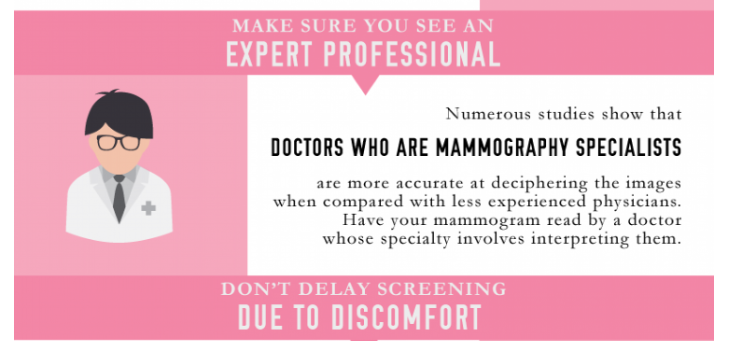 MAKE SURE YOU SEE AN
EXPERT PROFESSIONAL
Numerous studies show that
DOCTORS WHO ARE MAMMOGRAPHY SPECIALISTS
are more accurate at deciphering the images
when compared with less experienced physicians.
Have your mammogram read by a doctor
whose specialty involves interpreting them.
DON'T DELAY SCREENING
DUE TO DISCOMFORT